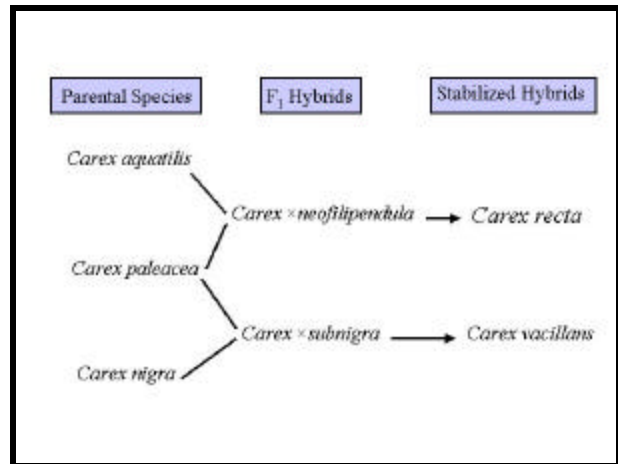 Parental Species
F1 Hybrids
Stabilized Hybrids
Carex aquatilis
Carex ×neofilipendula
Carex recta
Carex paleacea
Carex ×subnigra
Carex vacillans
Carex nigra